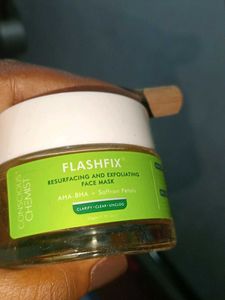 CONSCIOUS
CHEMIST
FLASHFIX®
RESURFACING AND EXFOLIATING
FACE MASK
AHA BHA + Saffron Petals
CLARIFY • CLEAR • UNCLOG